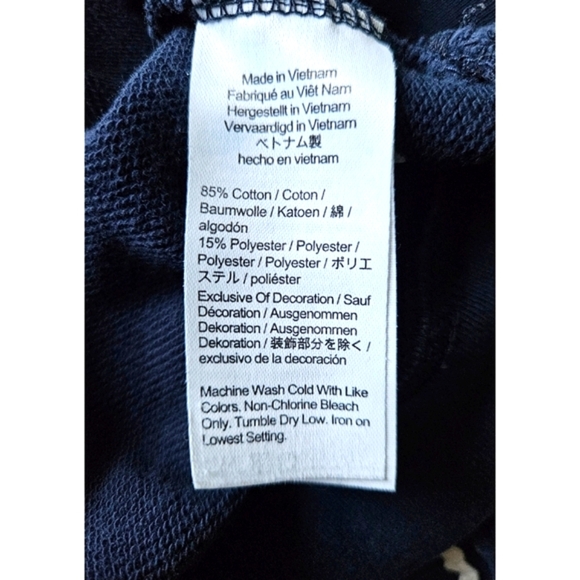 Made in Vietnam
Fabriqué au Việt Nam
Hergestellt in Vietnam
Vervaardigd in Vietnam
ベトナム製
hecho en vietnam
85% Cotton / Coton /
Baumwolle / Katoen / 綿 /
algodón
15% Polyester / Polyester /
Polyester / Polyester / ポリエ
ステル / poliéster
Exclusive Of Decoration / Sauf
Décoration / Ausgenommen
Dekoration / Ausgenommen
Dekoration / 装飾部分を除く /
exclusivo de la decoración
Machine Wash Cold With Like
Colors. Non-Chlorine Bleach
Only. Tumble Dry Low. Iron on
Lowest Setting.